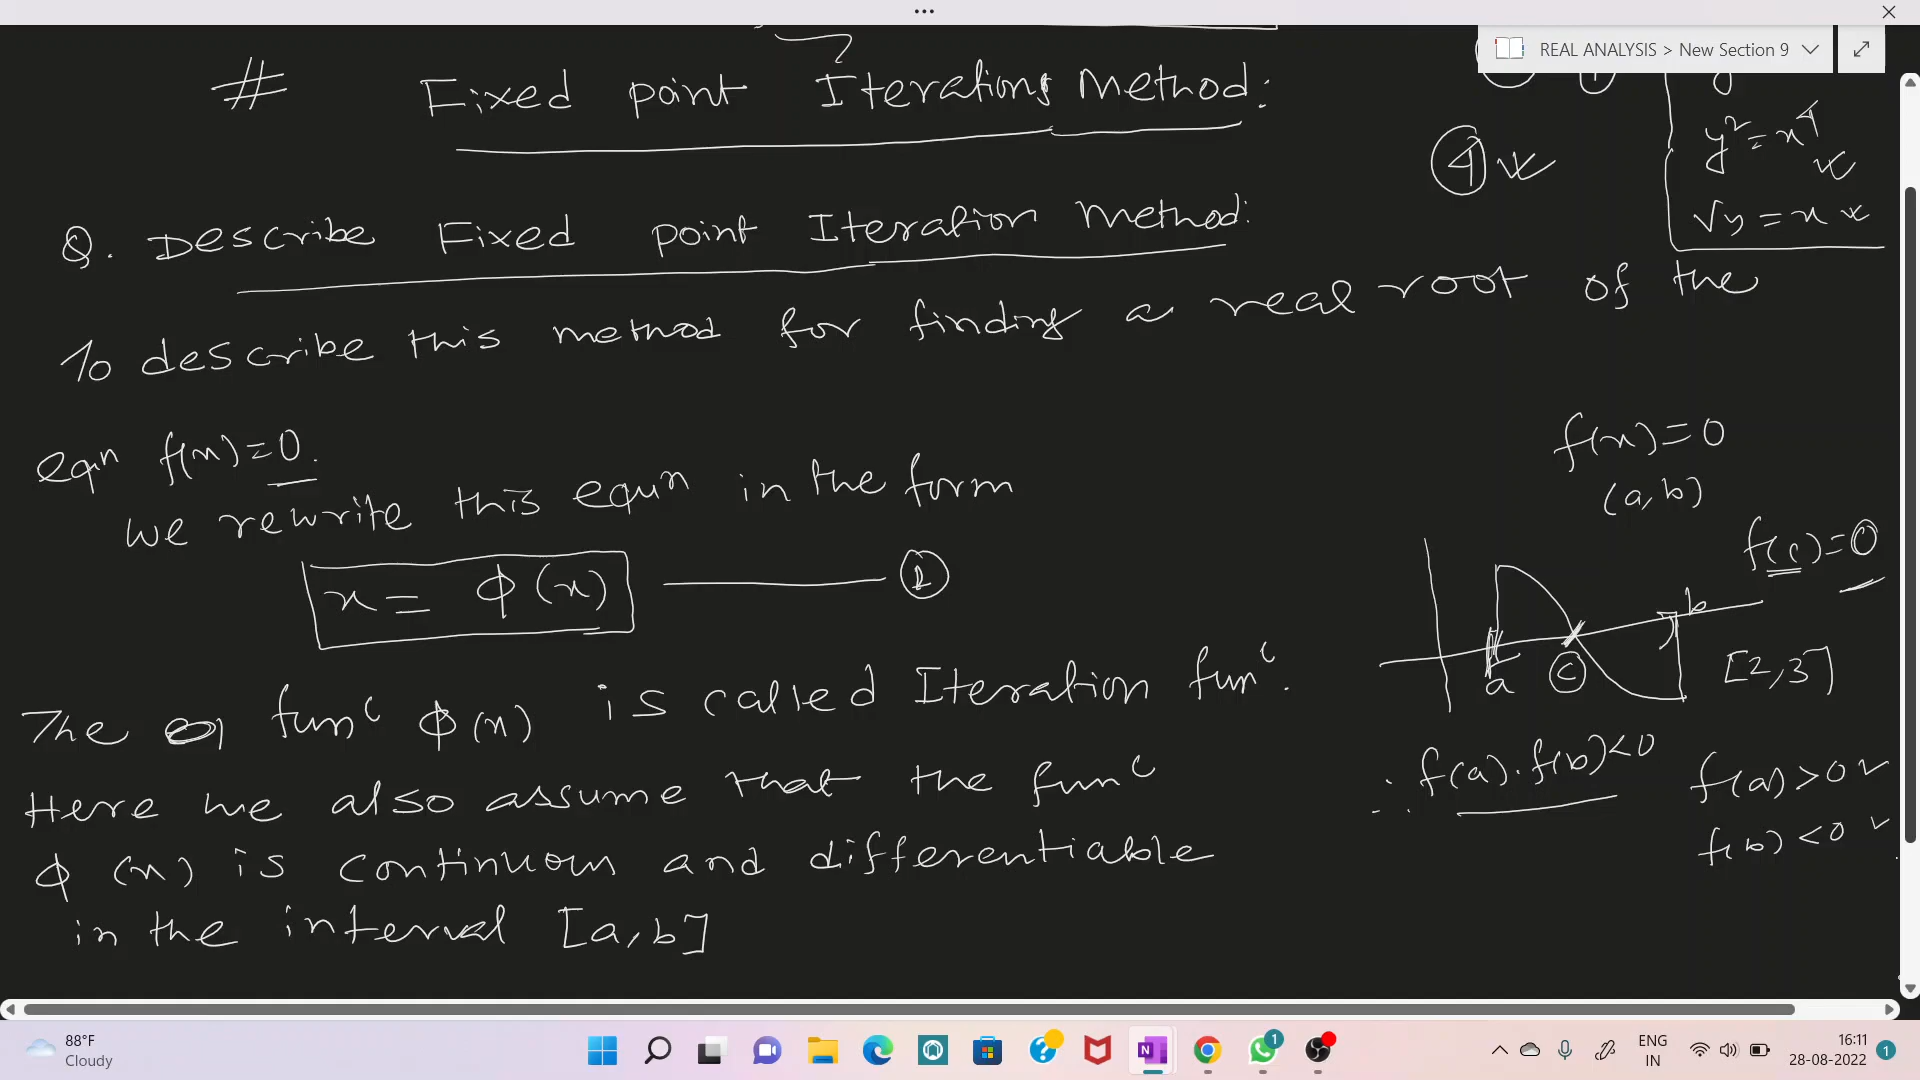 REAL ANALYSIS > New Section 9
# Fixed point Iterations Method:
y² = x⁴
④
√y = x
Q. Describe Fixed point Iteration Method:
To describe this method for finding a real root of the
eqn f(x)=0.
We rewrite this equn in the form
x = φ(x) ——— ①
The func φ(x) is called Iteration func.
Here we also assume that the func
φ(x) is continuous and differentiable
in the interval [a,b]
f(x)=0
(a,b)
f(c)=0
b
a
c
[2,3]
∴ f(a).f(b)<0
f(a)>0
f(b)<0
88°F
Cloudy
1
ENG
IN
16:11
28-08-2022
1